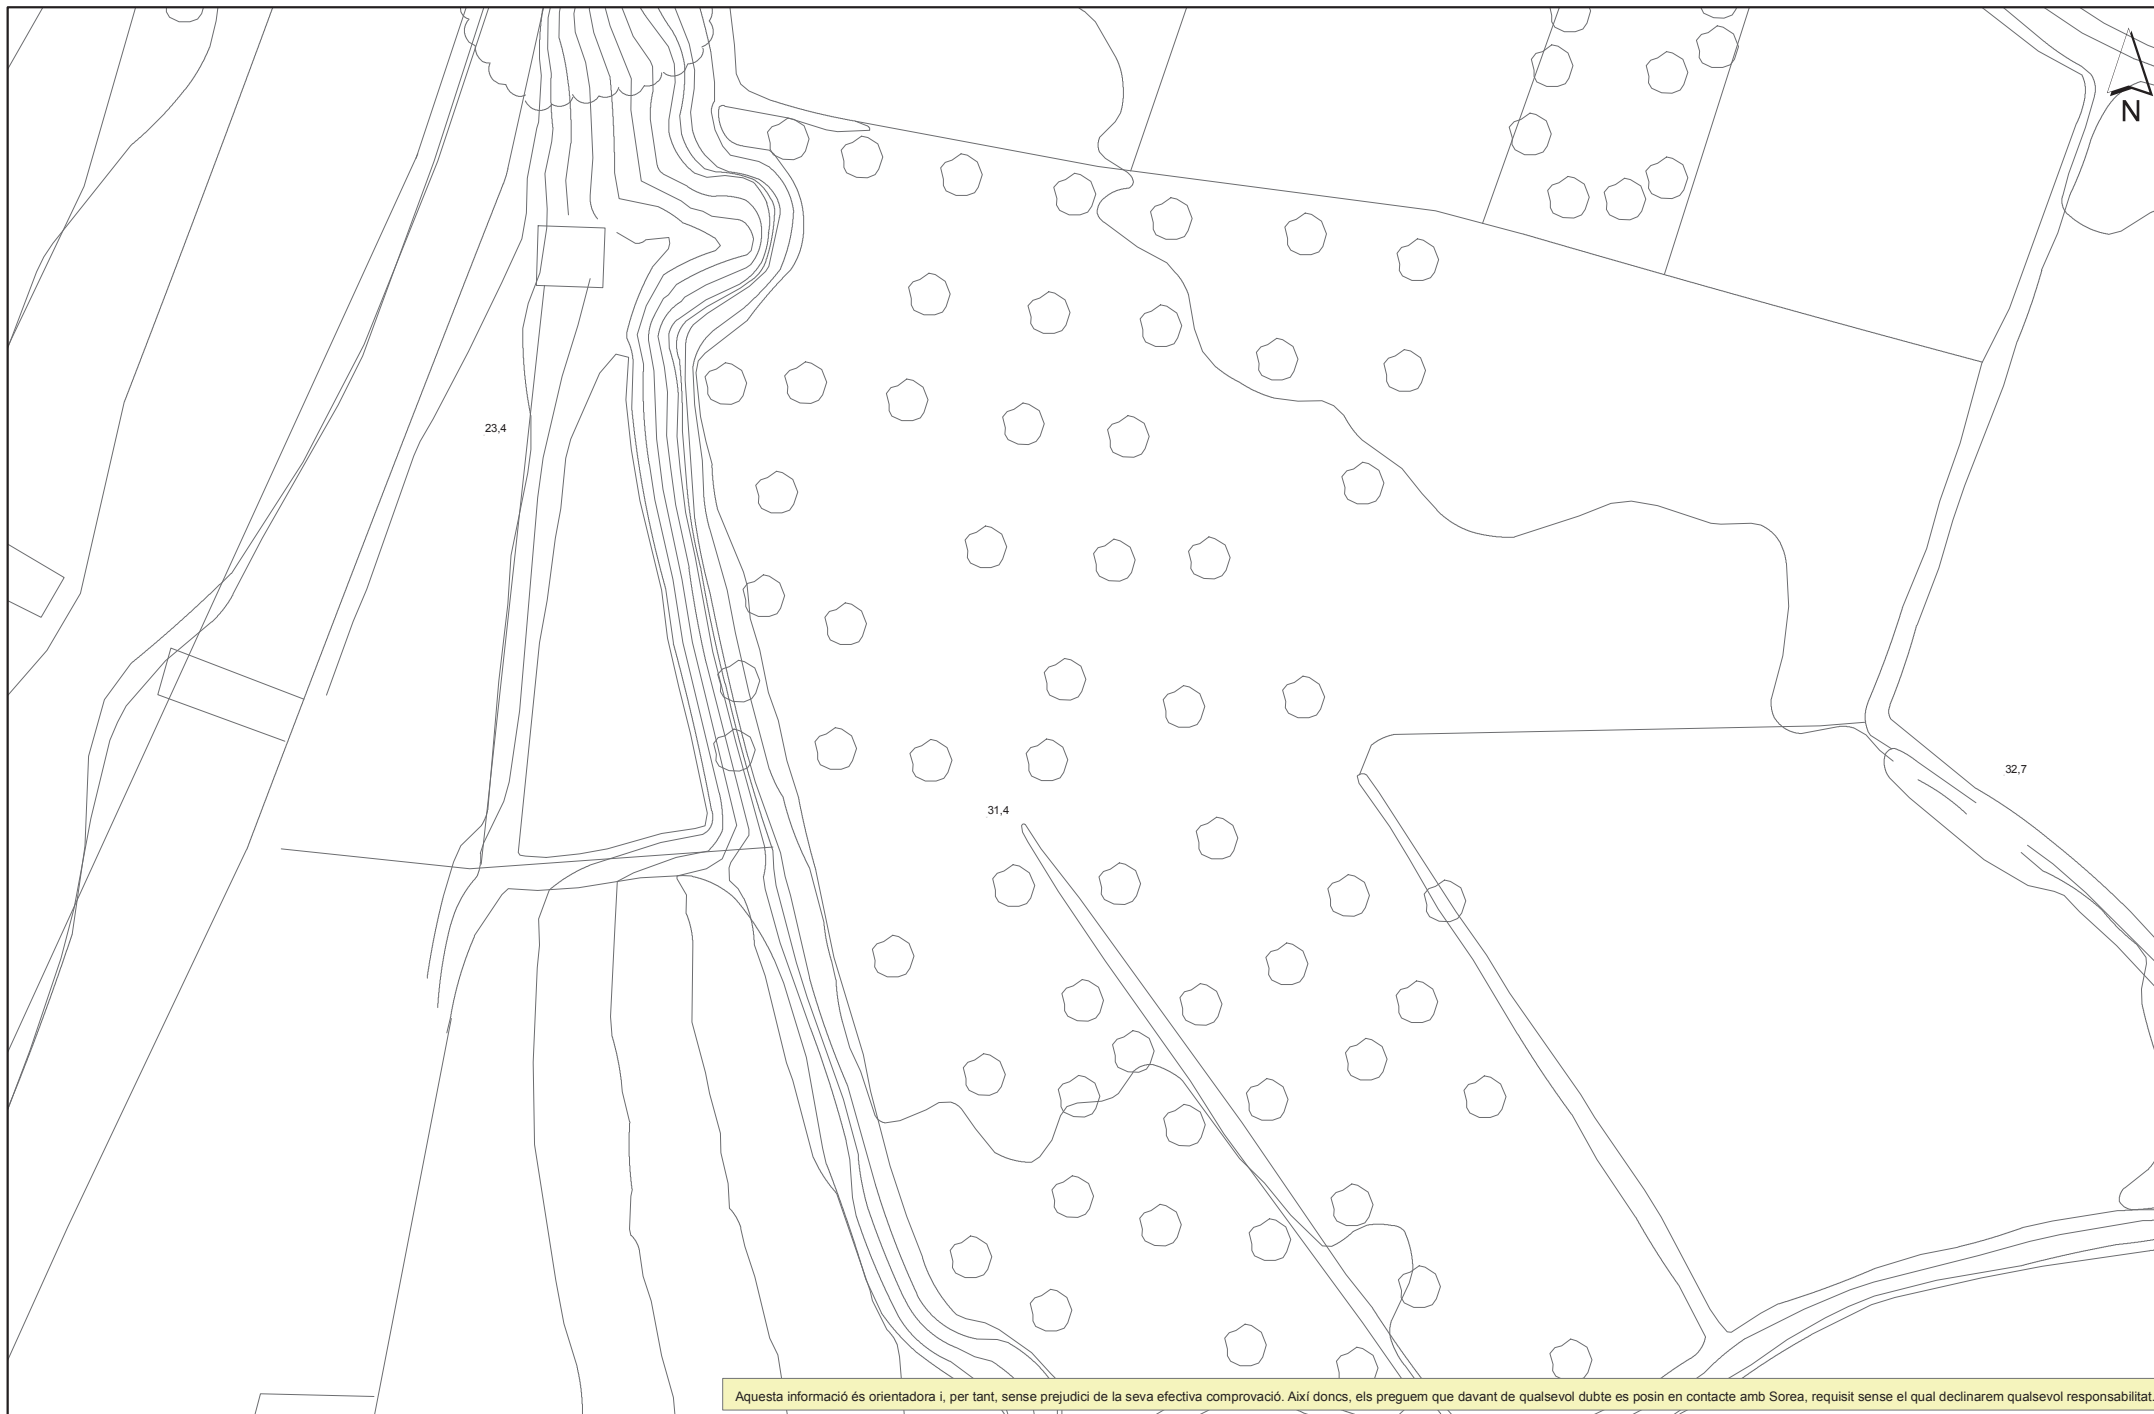 N
23,4
32,7
31,4
Aquesta informació és orientadora i, per tant, sense prejudici de la seva efectiva comprovació. Així doncs, els preguem que davant de qualsevol dubte es posin en contacte amb Sorea, requisit sense el qual declinarem qualsevol responsabilitat.